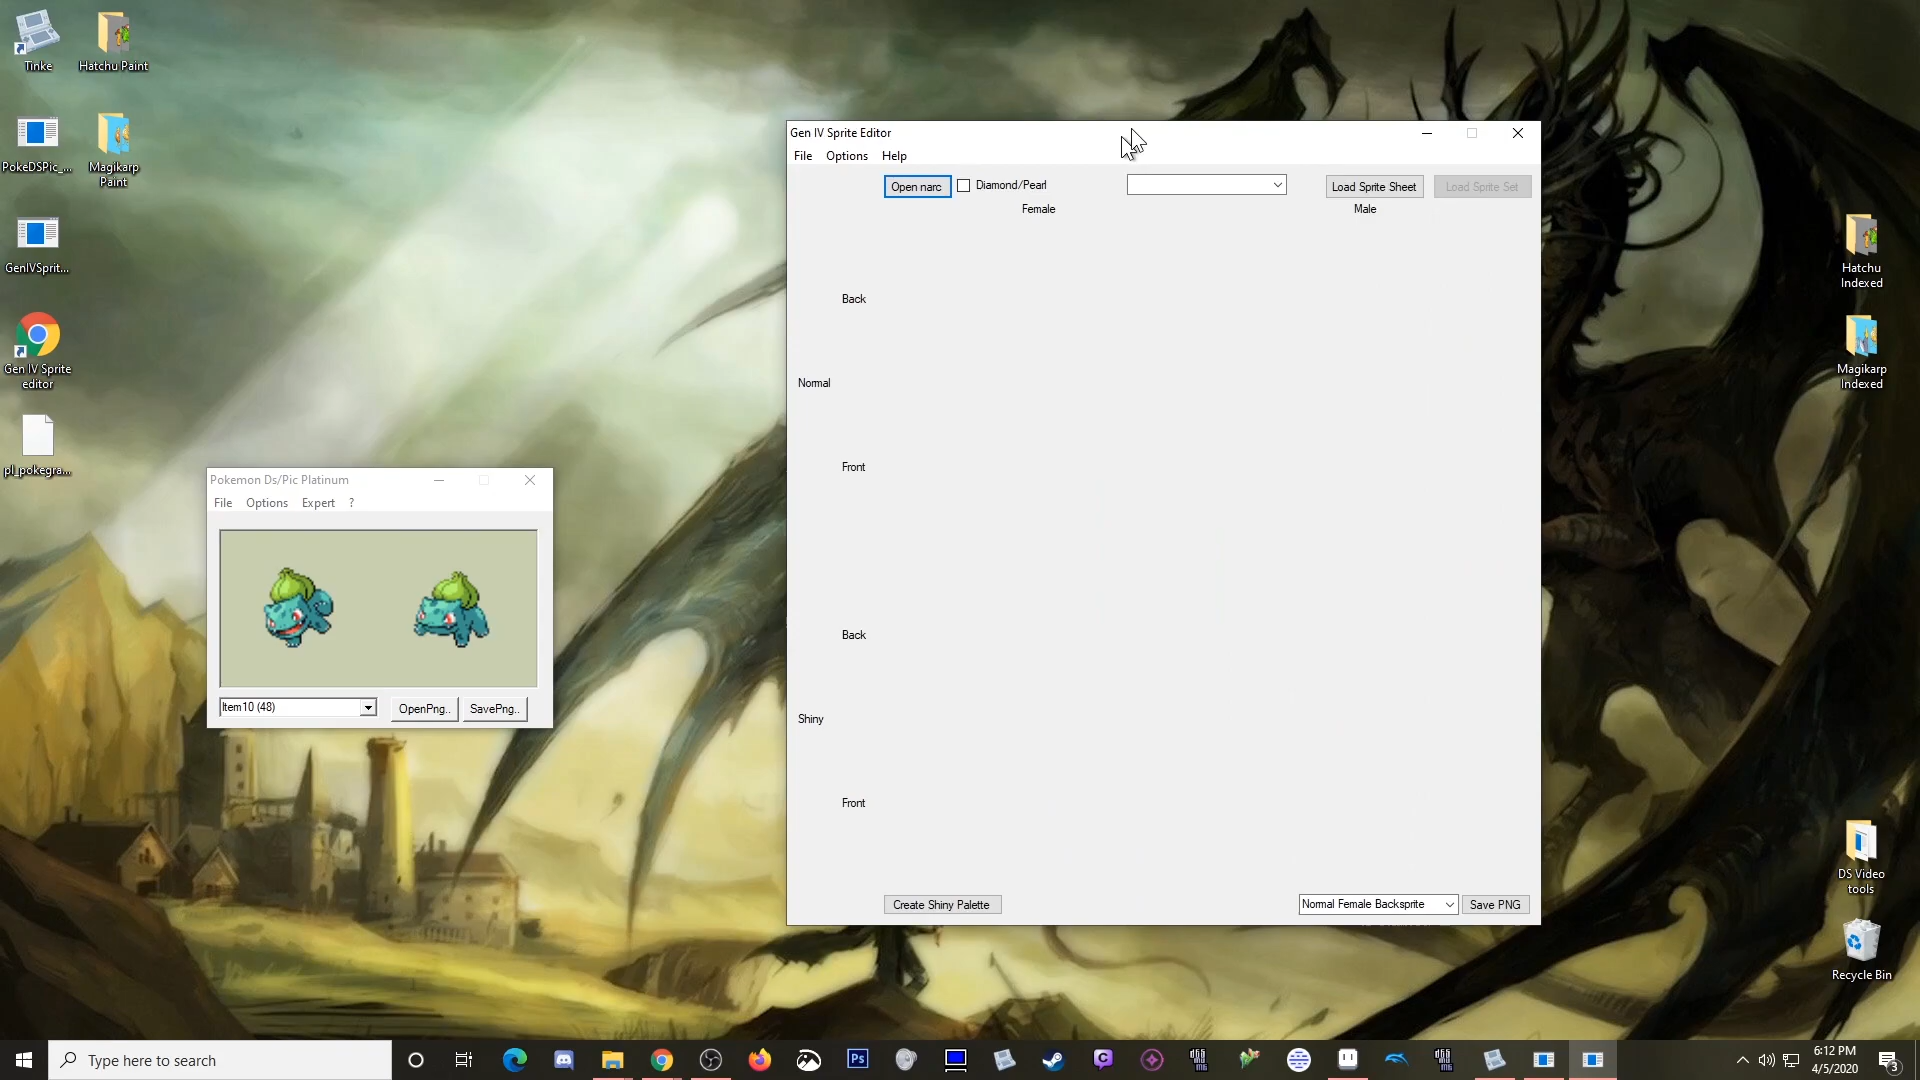 Tinke
Hatchu Paint
PokeDSPic_...
Magikarp
Paint
GenIVSprit...
Gen IV Sprite
editor
pl_pokegra...
Pokemon Ds/Pic Platinum
File Options Expert ?
Item10 (48)
OpenPng..
SavePng..
Gen IV Sprite Editor
File Options Help
Open narc
Diamond/Pearl
Load Sprite Sheet
Load Sprite Set
Female
Male
Back
Normal
Front
Back
Shiny
Front
Create Shiny Palette
Normal Female Backsprite
Save PNG
Hatchu
Indexed
Magikarp
Indexed
DS Video
tools
Recycle Bin
Type here to search
Ps
6:12 PM
4/5/2020
3